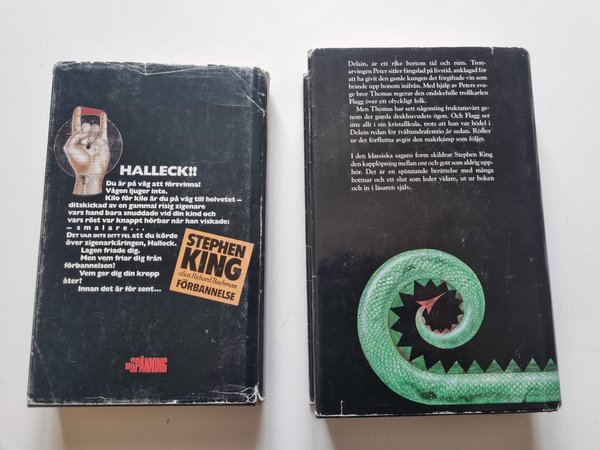 HALLECK!!
Du är på väg att försvinna!
Vågen ljuger inte.
Kilo för kilo är du på väg till helvetet –
ditskickad av en gammal risig zigenare
vars hand bara snuddade vid din kind och
vars röst var knappt hörbar när han viskade:
– smalare...
DET VAR INTE DITT FEL att du körde
över zigenarkäringen, Halleck.
Lagen friade dig.
Men vem friar dig från
förbannelsen?
Vem ger dig din kropp
åter?
Innan det är för sent...
STEPHEN
KING
alias Richard Bachman
FÖRBANNELSE
SPÄNNING
Delain, är ett rike bortom tid och rum. Tron-
arvingen Peter sitter fängslad på livstid, anklagad för
att ha givit den gamle kungen det förgiftade vin som
brände upp honom inifrån. Med hjälp av Peters sva-
ge bror Thomas regerar den ondskefulle trollkarlen
Flagg över ett olyckligt folk.
Men Thomas har sett någonting fruktansvärt ge-
nom det gamla drakhuvudets ögon. Och Flagg ser
inte allt i sin kristallkula, trots att han var bödel i
Delain redan för tvåhundrafemtio år sedan. Röster
ur det förflutna avgör den maktkamp som följer.
I den klassiska sagans form skildrar Stephen King
den kapplöpning mellan ont och gott som aldrig upp-
hör. Det är en spännande berättelse med många
bottnar och ett slut som leder vidare, ut ur boken
och in i läsaren själv.